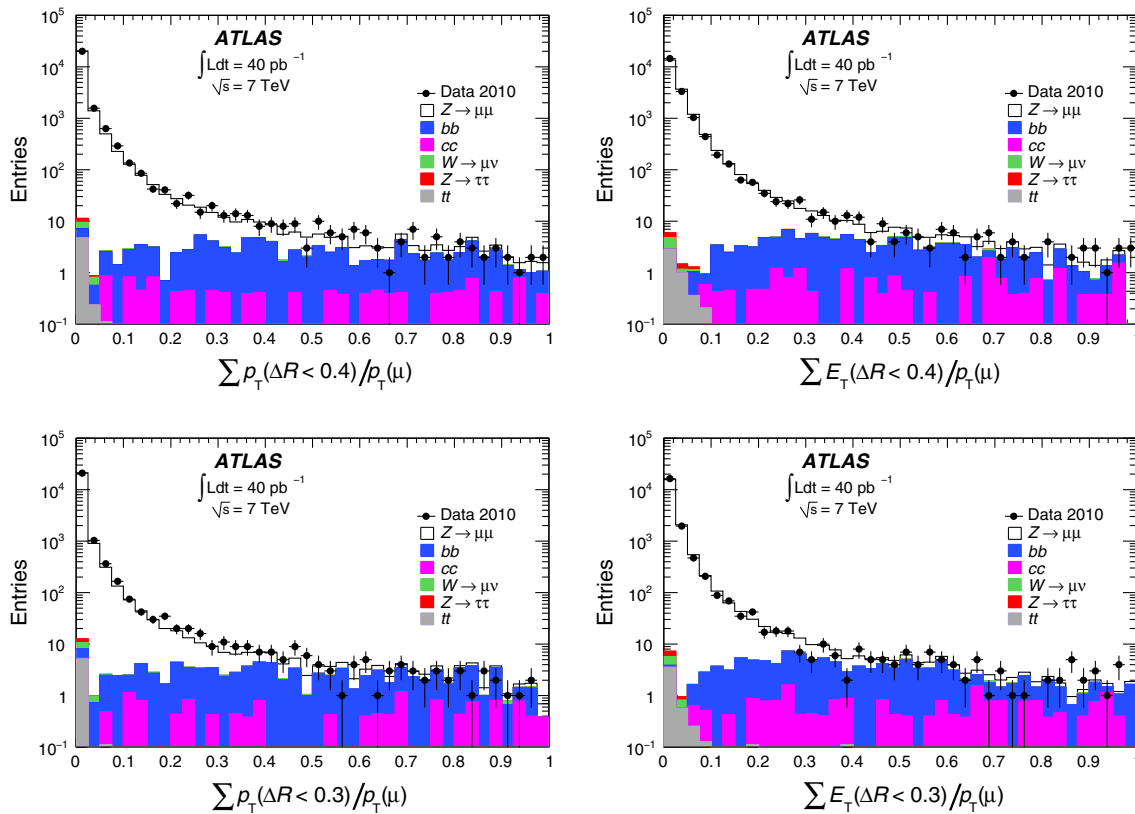 10⁵
10⁴
10³
10²
10
1
10⁻¹
Entries
ATLAS
∫Ldt = 40 pb⁻¹
√s = 7 TeV
Data 2010
Z → μμ
bb
cc
W → μν
Z → ττ
tt
0 0.1 0.2 0.3 0.4 0.5 0.6 0.7 0.8 0.9 1
∑ p_T(ΔR < 0.4)/p_T(μ)
10⁵
10⁴
10³
10²
10
1
10⁻¹
Entries
ATLAS
∫Ldt = 40 pb⁻¹
√s = 7 TeV
Data 2010
Z → μμ
bb
cc
W → μν
Z → ττ
tt
0 0.1 0.2 0.3 0.4 0.5 0.6 0.7 0.8 0.9 1
∑ E_T(ΔR < 0.4)/p_T(μ)
10⁵
10⁴
10³
10²
10
1
10⁻¹
Entries
ATLAS
∫Ldt = 40 pb⁻¹
√s = 7 TeV
Data 2010
Z → μμ
bb
cc
W → μν
Z → ττ
tt
0 0.1 0.2 0.3 0.4 0.5 0.6 0.7 0.8 0.9 1
∑ p_T(ΔR < 0.3)/p_T(μ)
10⁵
10⁴
10³
10²
10
1
10⁻¹
Entries
ATLAS
∫Ldt = 40 pb⁻¹
√s = 7 TeV
Data 2010
Z → μμ
bb
cc
W → μν
Z → ττ
tt
0 0.1 0.2 0.3 0.4 0.5 0.6 0.7 0.8 0.9 1
∑ E_T(ΔR < 0.3)/p_T(μ)